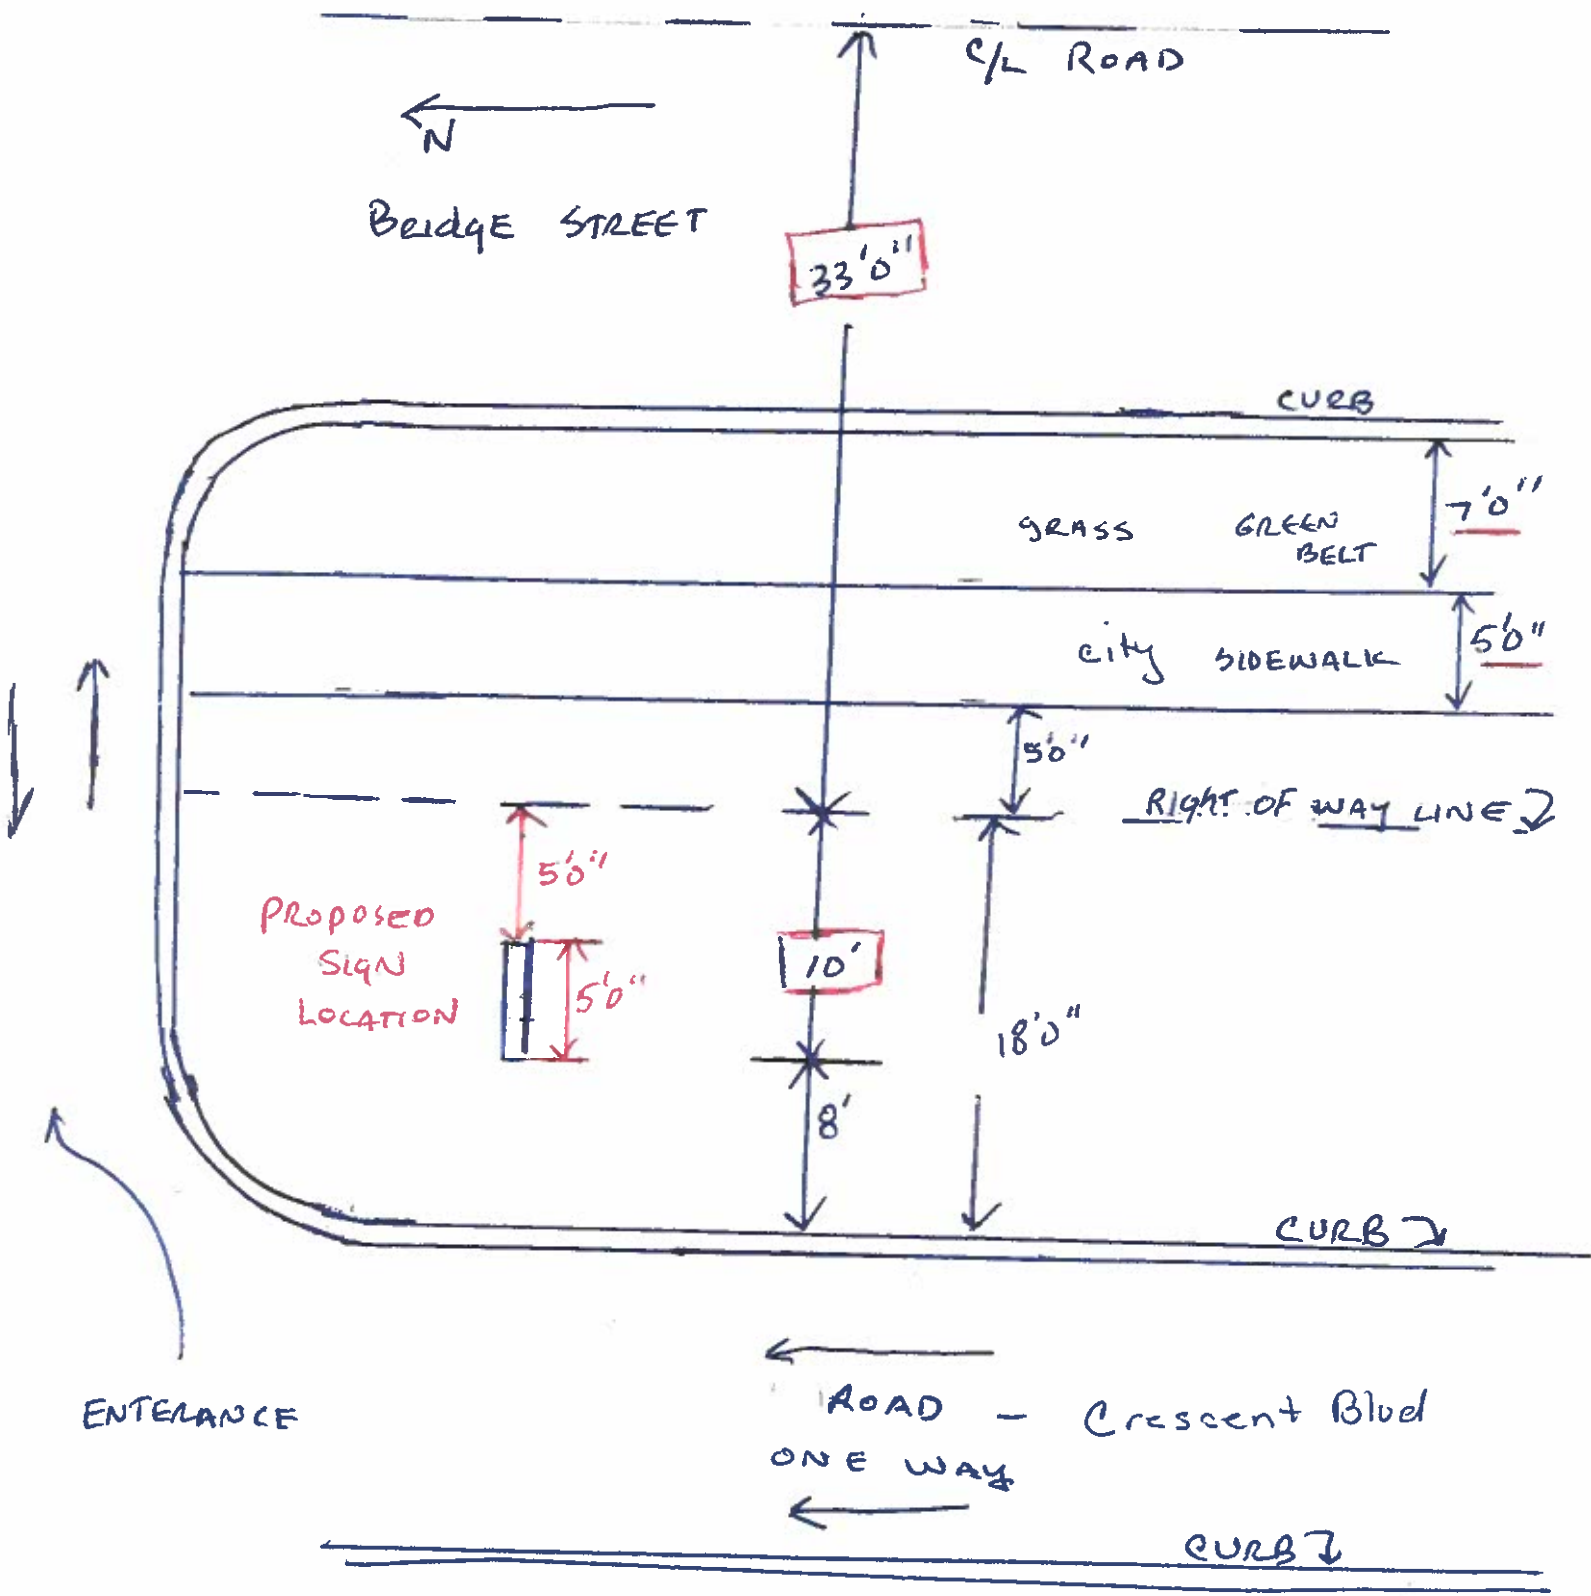 C/L ROAD
N
Bridge STREET
33'0"
CURB
7'0"
GRASS GREEN
BELT
5'0"
City SIDEWALK
5'0"
RIGHT OF WAY LINE
5'0"
PROPOSED
SIGN
LOCATION
5'0"
10'
18'0"
8'
CURB
ENTERANCE
ROAD - Crescent Blvd
ONE WAY
CURB